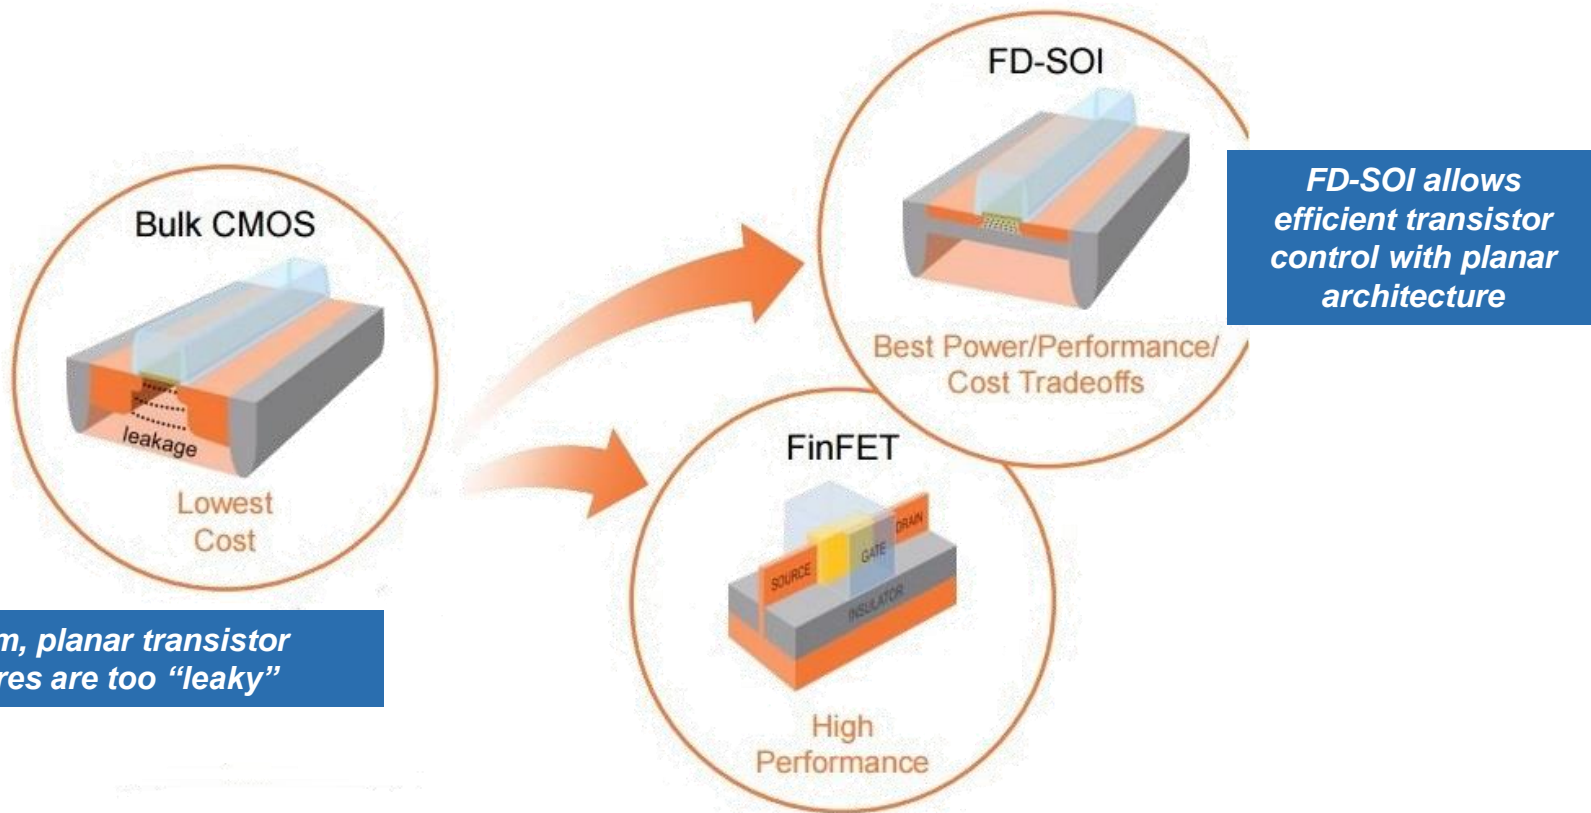 Bulk CMOS
leakage
Lowest
Cost
m, planar transistor
res are too “leaky”
FD-SOI
Best Power/Performance/
Cost Tradeoffs
FD-SOI allows
efficient transistor
control with planar
architecture
FinFET
SOURCE
GATE
DRAIN
INSULATOR
High
Performance